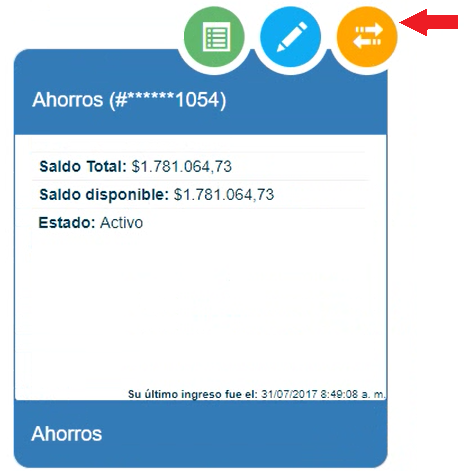 Ahorros (#******1054)
Saldo Total: $1.781.064,73
Saldo disponible: $1.781.064,73
Estado: Activo
Su último ingreso fue el: 31/07/2017 8:49:08 a. m.
Ahorros